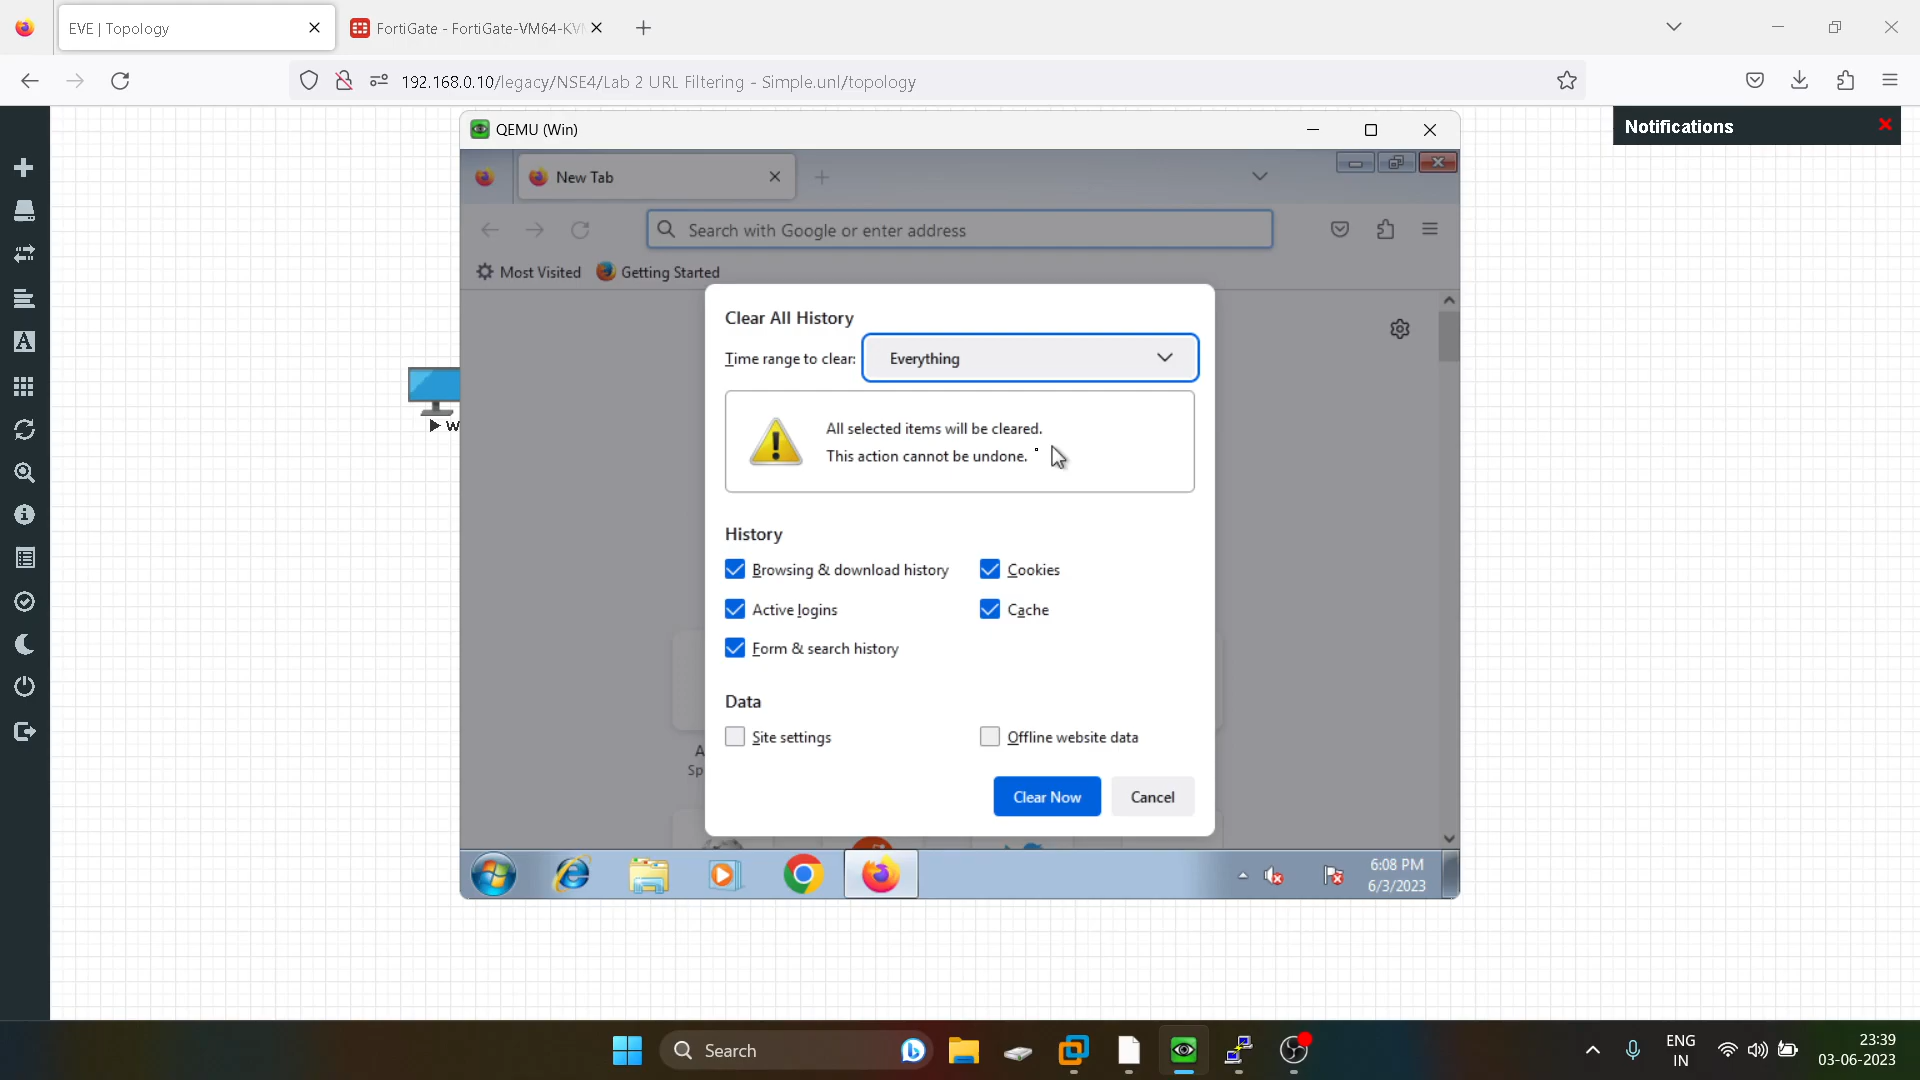 EVE | Topology
FortiGate - FortiGate-VM64-KV
192.168.0.10/legacy/NSE4/Lab 2 URL Filtering - Simple.unl/topology
QEMU (Win)
Notifications
New Tab
Search with Google or enter address
Most Visited
Getting Started
Clear All History
Time range to clear:
Everything
All selected items will be cleared.
This action cannot be undone.
History
Browsing & download history
Cookies
Active logins
Cache
Form & search history
Data
Site settings
Offline website data
Clear Now
Cancel
6:08 PM
6/3/2023
Search
ENG
IN
23:39
03-06-2023